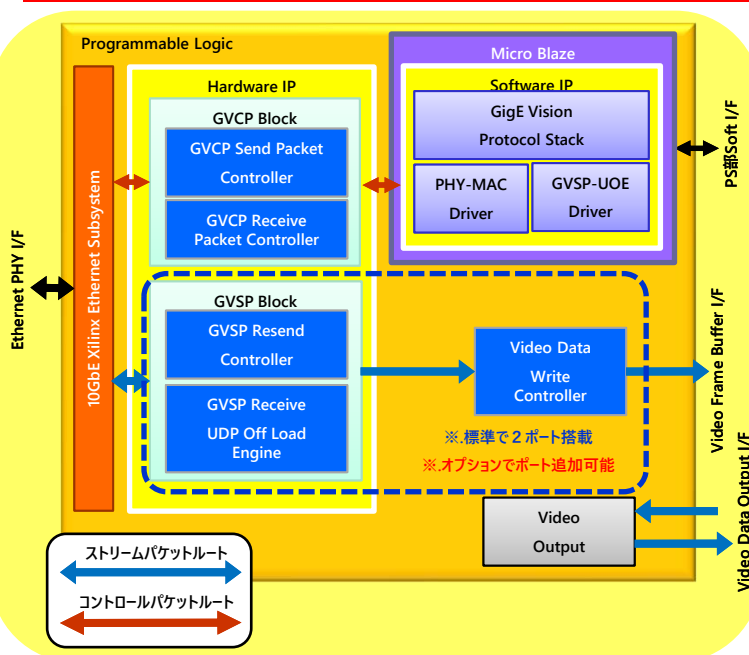 Programmable Logic
Micro Blaze
Hardware IP
Software IP
GVCP Block
GVCP Send Packet
Controller
GVCP Receive
Packet Controller
GigE Vision
Protocol Stack
PHY-MAC
Driver
GVSP-UOE
Driver
PS部Soft I/F
10GbE Xilinx Ethernet Subsystem
Ethernet PHY I/F
GVSP Block
GVSP Resend
Controller
GVSP Receive
UDP Off Load
Engine
Video Data
Write
Controller
※.標準で2ポート搭載
※.オプションでポート追加可能
Video Frame Buffer I/F
Video
Output
Video Data Output I/F
ストリームパケットルート
コントロールパケットルート